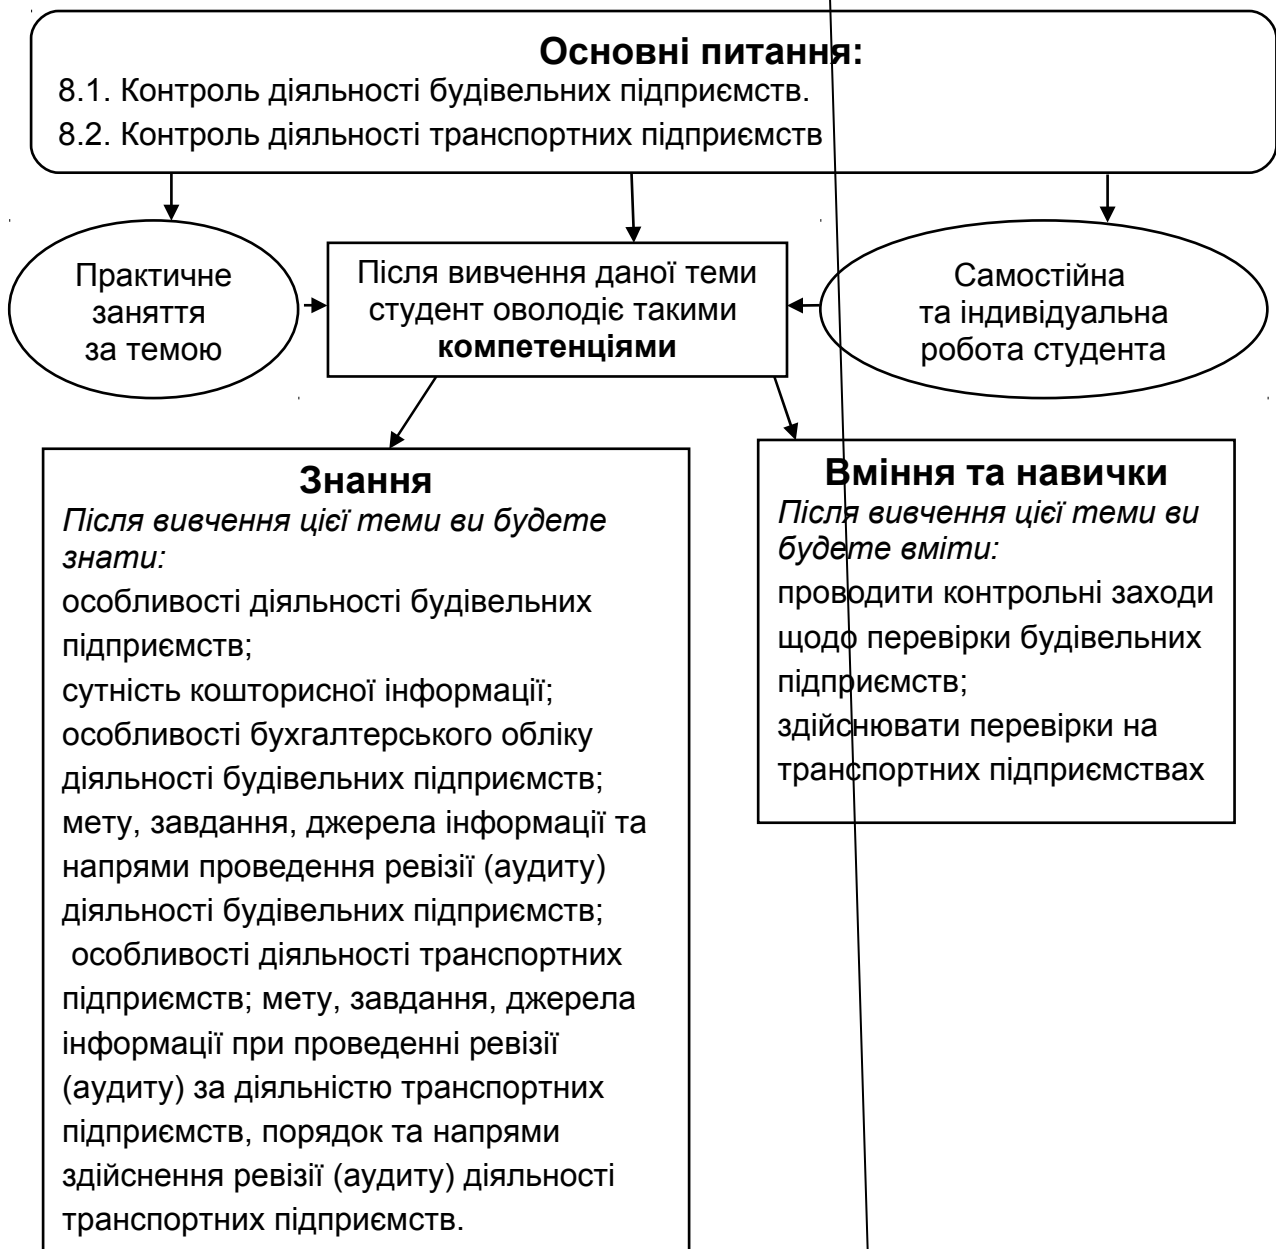 Основні питання:
8.1. Контроль діяльності будівельних підприємств.
8.2. Контроль діяльності транспортних підприємств
Практичне
заняття
за темою
Після вивчення даної теми
студент оволодіє такими
компетенціями
Самостійна
та індивідуальна
робота студента
Знання
Після вивчення цієї теми ви будете
знати:
особливості діяльності будівельних
підприємств;
сутність кошторисної інформації;
особливості бухгалтерського обліку
діяльності будівельних підприємств;
мету, завдання, джерела інформації та
напрями проведення ревізії (аудиту)
діяльності будівельних підприємств;
особливості діяльності транспортних
підприємств; мету, завдання, джерела
інформації при проведенні ревізії
(аудиту) за діяльністю транспортних
підприємств, порядок та напрями
здійснення ревізії (аудиту) діяльності
транспортних підприємств.
Вміння та навички
Після вивчення цієї теми ви
будете вміти:
проводити контрольні заходи
щодо перевірки будівельних
підприємств;
здійснювати перевірки на
транспортних підприємствах